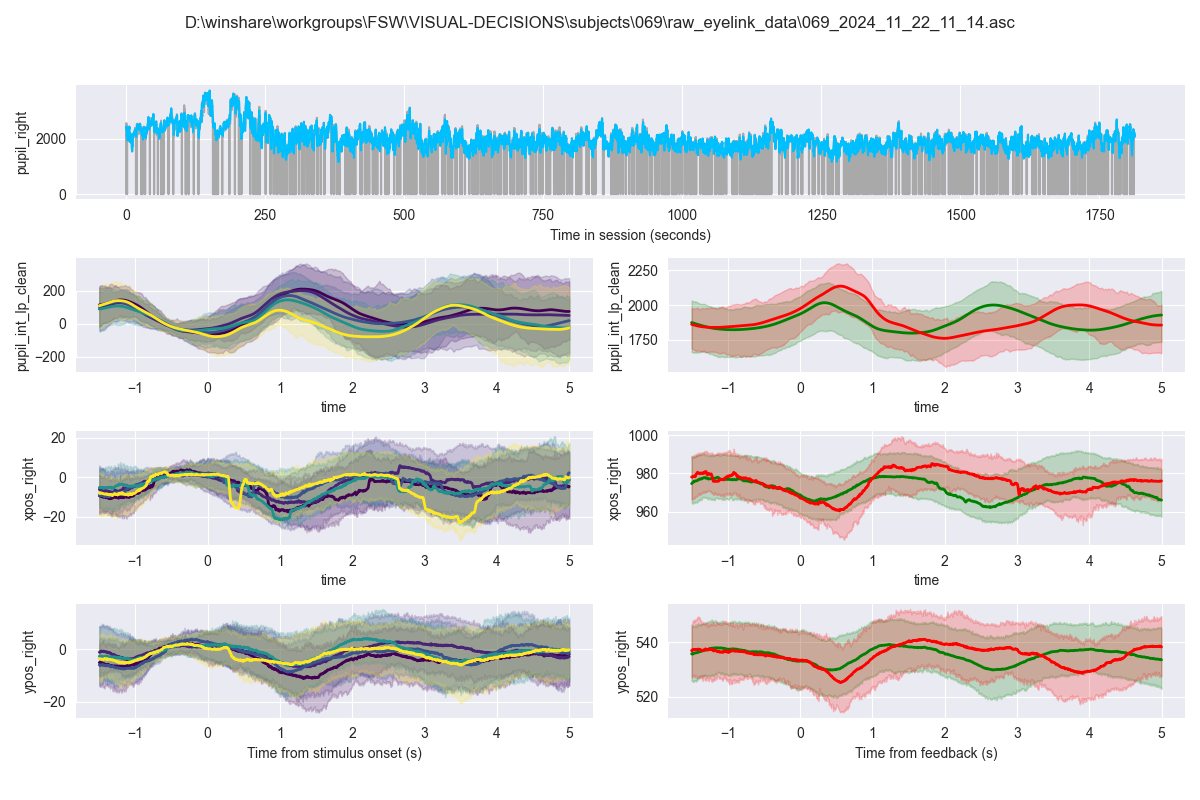 D:\winshare\workgroups\FSW\VISUAL-DECISIONS\subjects\069\raw_eyelink_data\069_2024_11_22_11_14.asc
pupil_right
2000
0
0 250 500 750 1000 1250 1500 1750
Time in session (seconds)
pupil_int_lp_clean
200
0
−200
−1 0 1 2 3 4 5
time
pupil_int_lp_clean
2250
2000
1750
−1 0 1 2 3 4 5
time
xpos_right
20
0
−20
−1 0 1 2 3 4 5
time
xpos_right
1000
980
960
−1 0 1 2 3 4 5
time
ypos_right
0
−20
−1 0 1 2 3 4 5
Time from stimulus onset (s)
ypos_right
540
520
−1 0 1 2 3 4 5
Time from feedback (s)